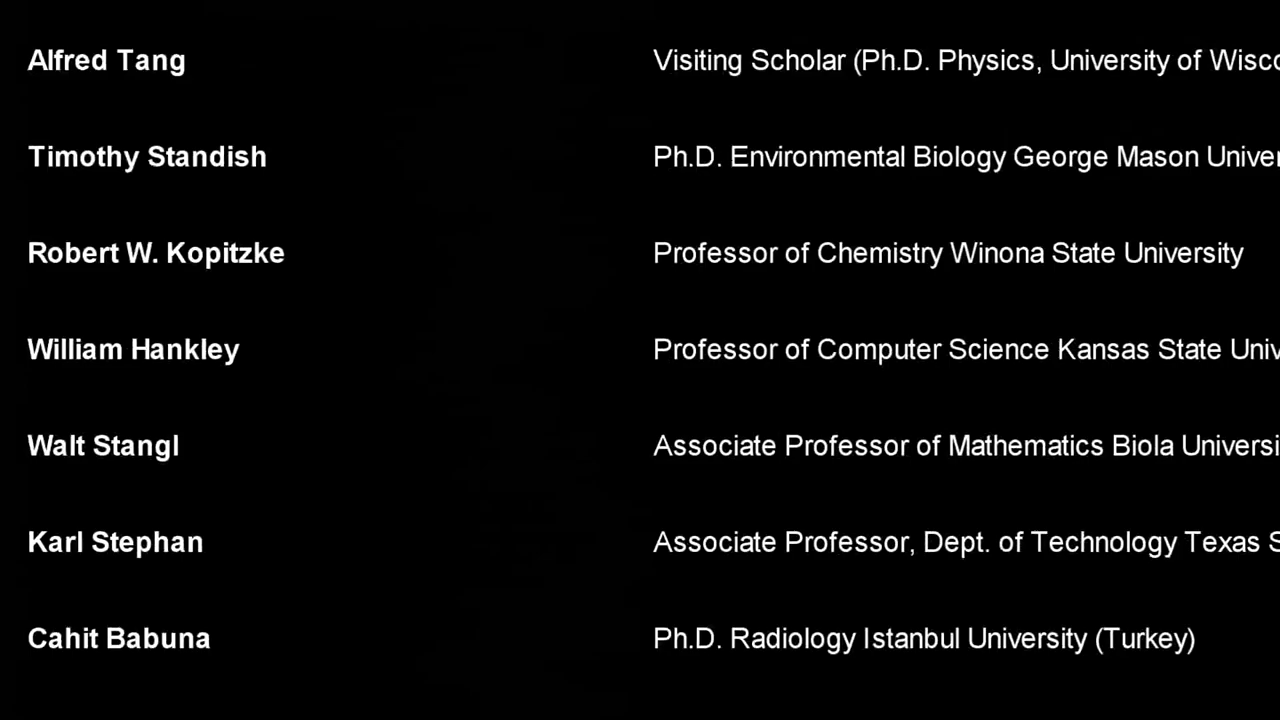 Alfred Tang Visiting Scholar (Ph.D. Physics, University of
Timothy Standish Ph.D. Environmental Biology George Mason
Robert W. Kopitzke Professor of Chemistry Winona State University
William Hankley Professor of Computer Science Kansas State
Walt Stangl Associate Professor of Mathematics Biola
Karl Stephan Associate Professor, Dept. of Technology Texas
Cahit Babuna Ph.D. Radiology Istanbul University (Turkey)